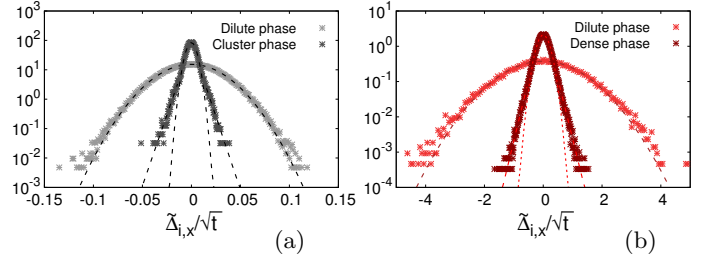 10³
10²
10¹
10⁰
10⁻¹
10⁻²
10⁻³
-0.15 -0.1 -0.05 0 0.05 0.1 0.15
Dilute phase
Cluster phase
Δ̃i,x/√t
(a)
10¹
10⁰
10⁻¹
10⁻²
10⁻³
10⁻⁴
-4 -2 0 2 4
Dilute phase
Dense phase
Δ̃i,x/√t
(b)